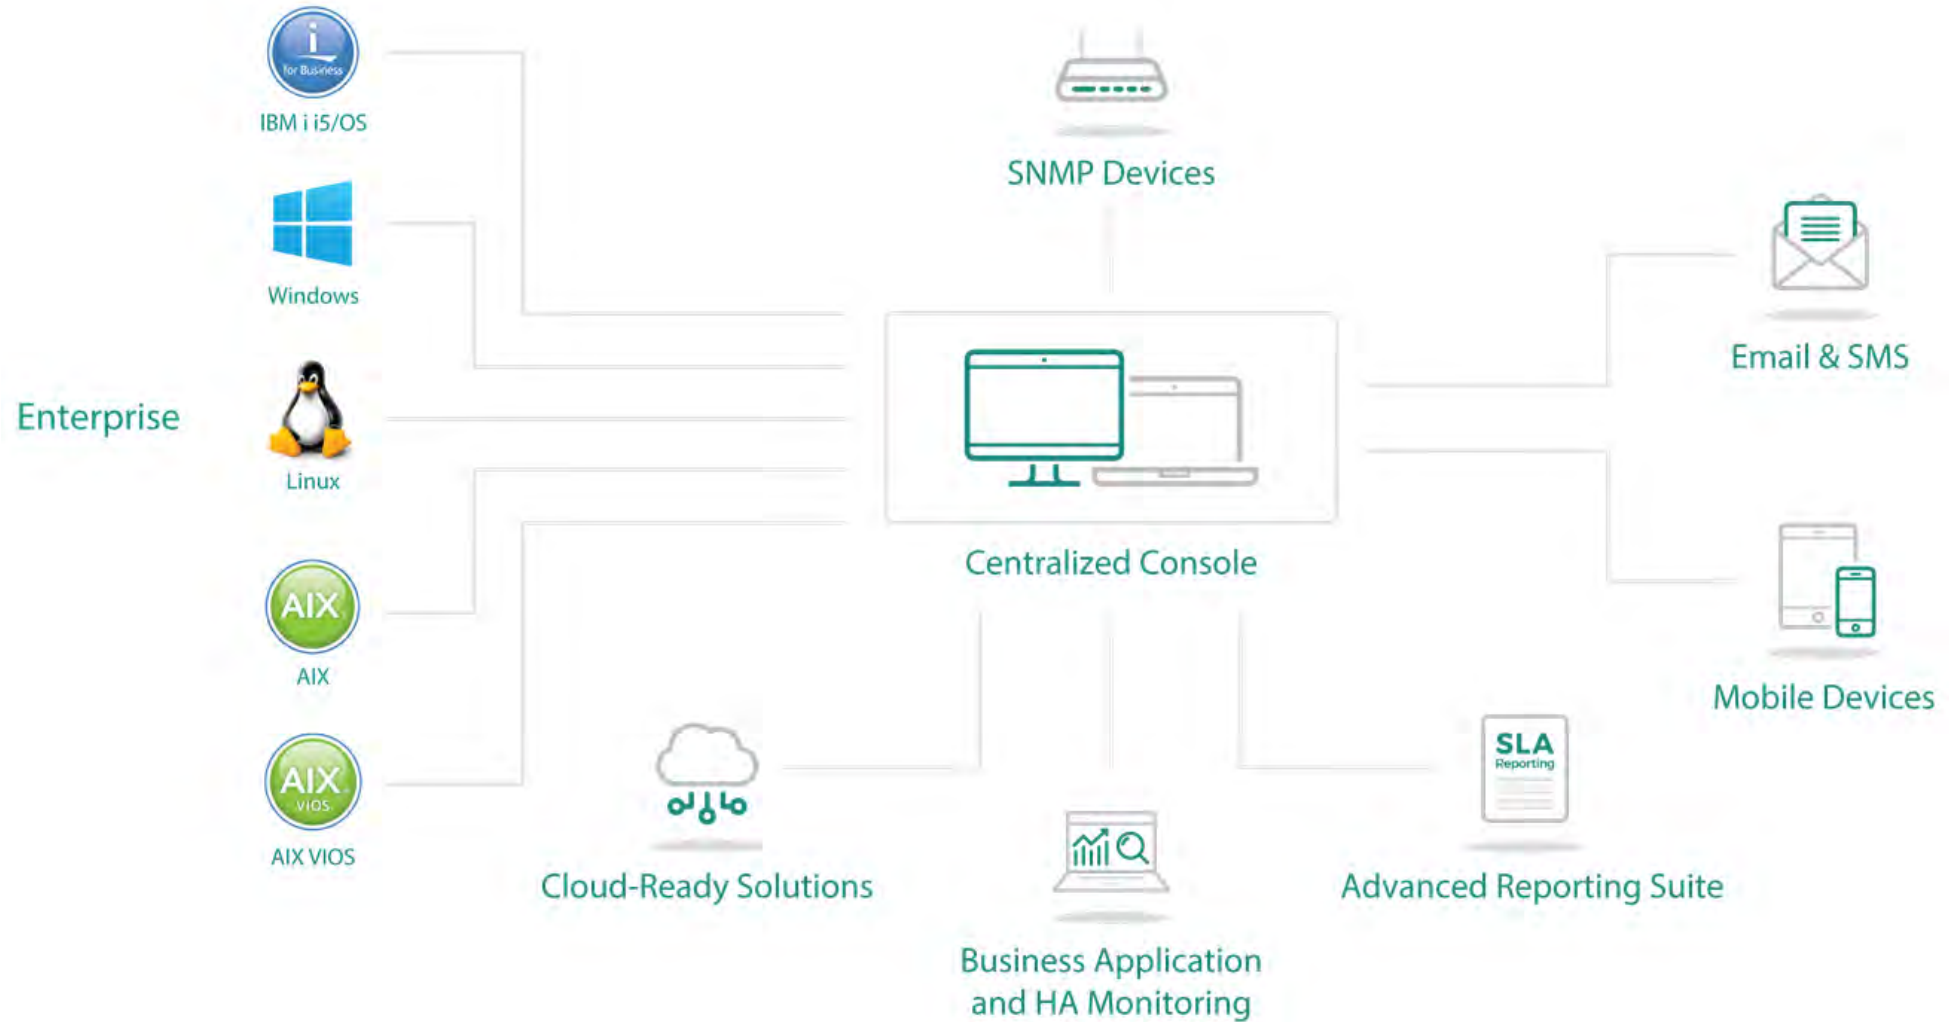 i
for Business
IBM i i5/OS
Windows
Enterprise
Linux
AIX
AIX
AIX
VIOS
AIX VIOS
SNMP Devices
Centralized Console
Email & SMS
Mobile Devices
Cloud-Ready Solutions
Business Application
and HA Monitoring
SLA
Reporting
Advanced Reporting Suite